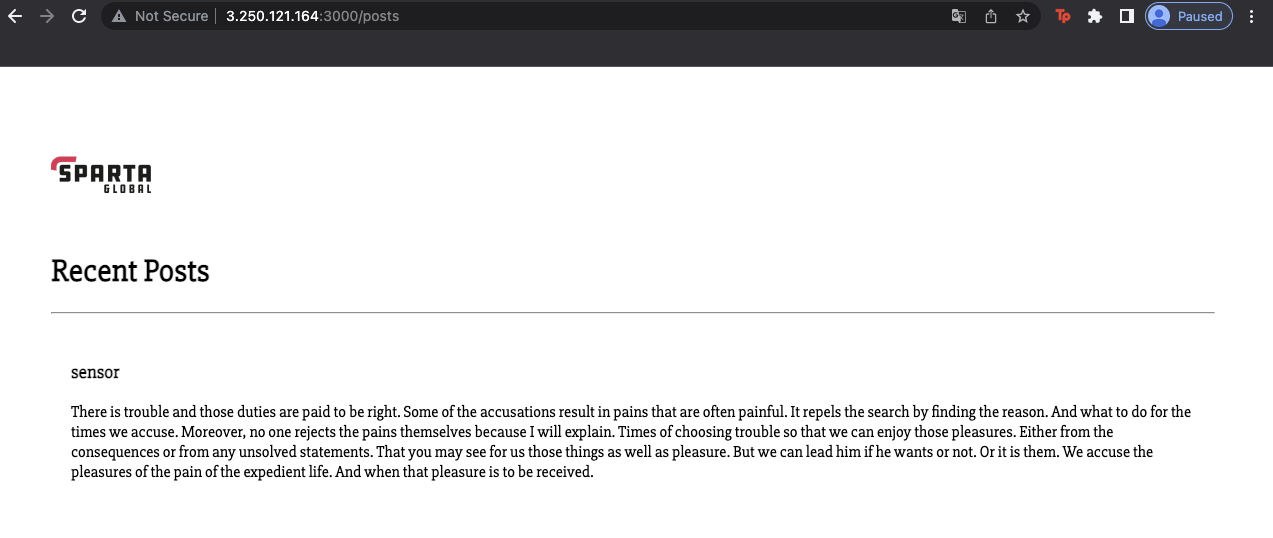 Not Secure
3.250.121.164:3000/posts
Tp
Paused
SPARTA
GLOBAL
Recent Posts
sensor
There is trouble and those duties are paid to be right. Some of the accusations result in pains that are often painful. It repels the search by finding the reason. And what to do for the
times we accuse. Moreover, no one rejects the pains themselves because I will explain. Times of choosing trouble so that we can enjoy those pleasures. Either from the
consequences or from any unsolved statements. That you may see for us those things as well as pleasure. But we can lead him if he wants or not. Or it is them. We accuse the
pleasures of the pain of the expedient life. And when that pleasure is to be received.